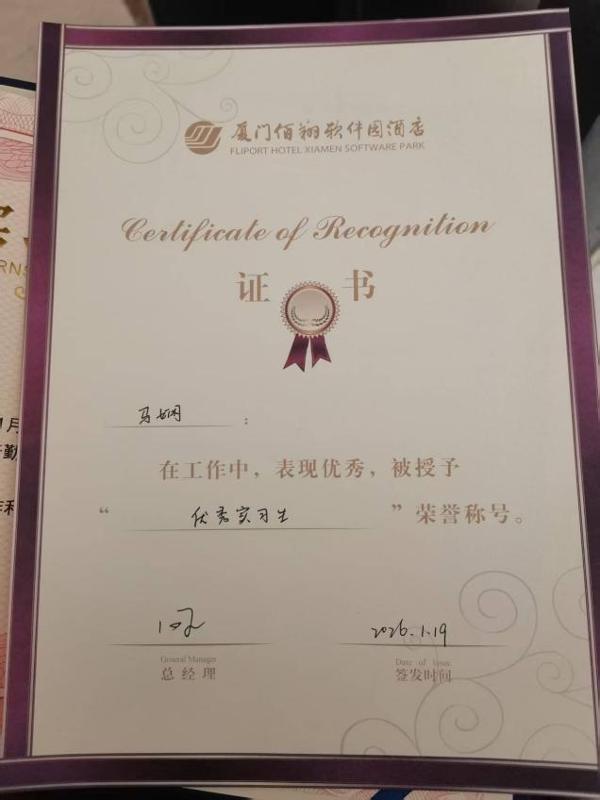 厦门佰翔软件园酒店
FLIPORT HOTEL XIAMEN SOFTWARE PARK
Certificate of Recognition
证 书
马娴 :
在工作中，表现优秀，被授予
“ 优秀实习生 ” 荣誉称号。
2026.1.19
General Manager
Date of Issue
总经理
签发时间